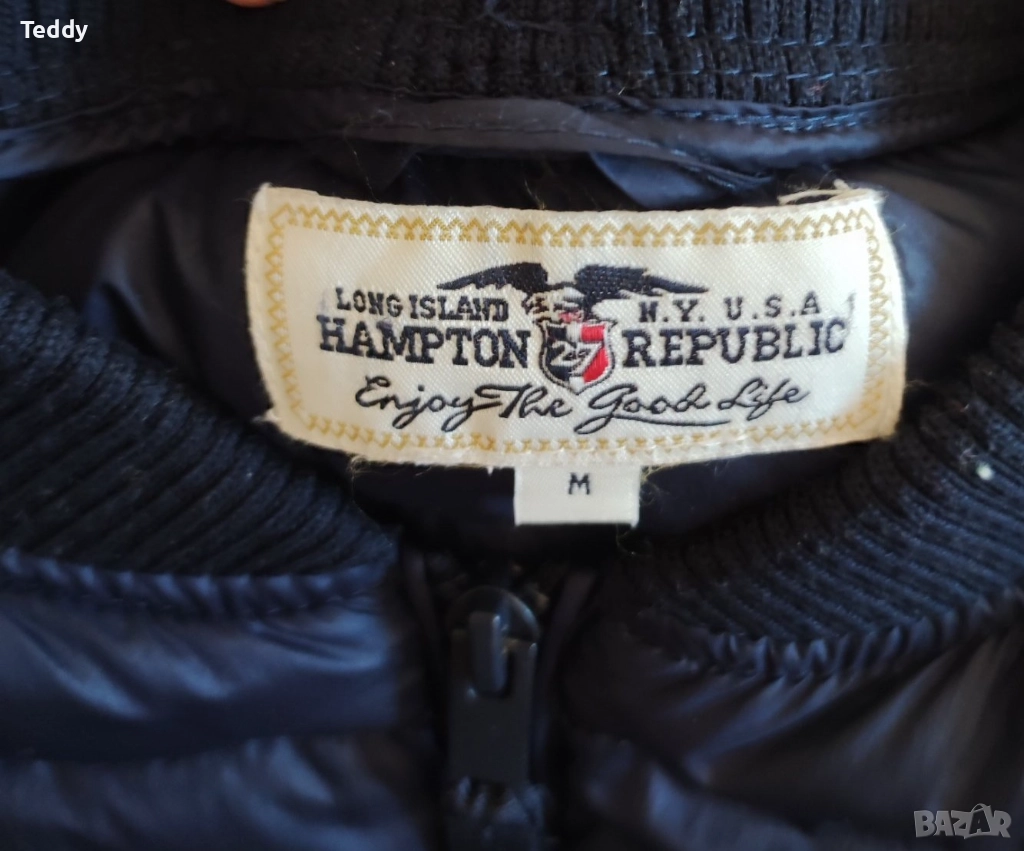 Teddy
LONG ISLAND N.Y. U.S.A
HAMPTON 27 REPUBLIC
Enjoy The Good Life
M
BAZAR